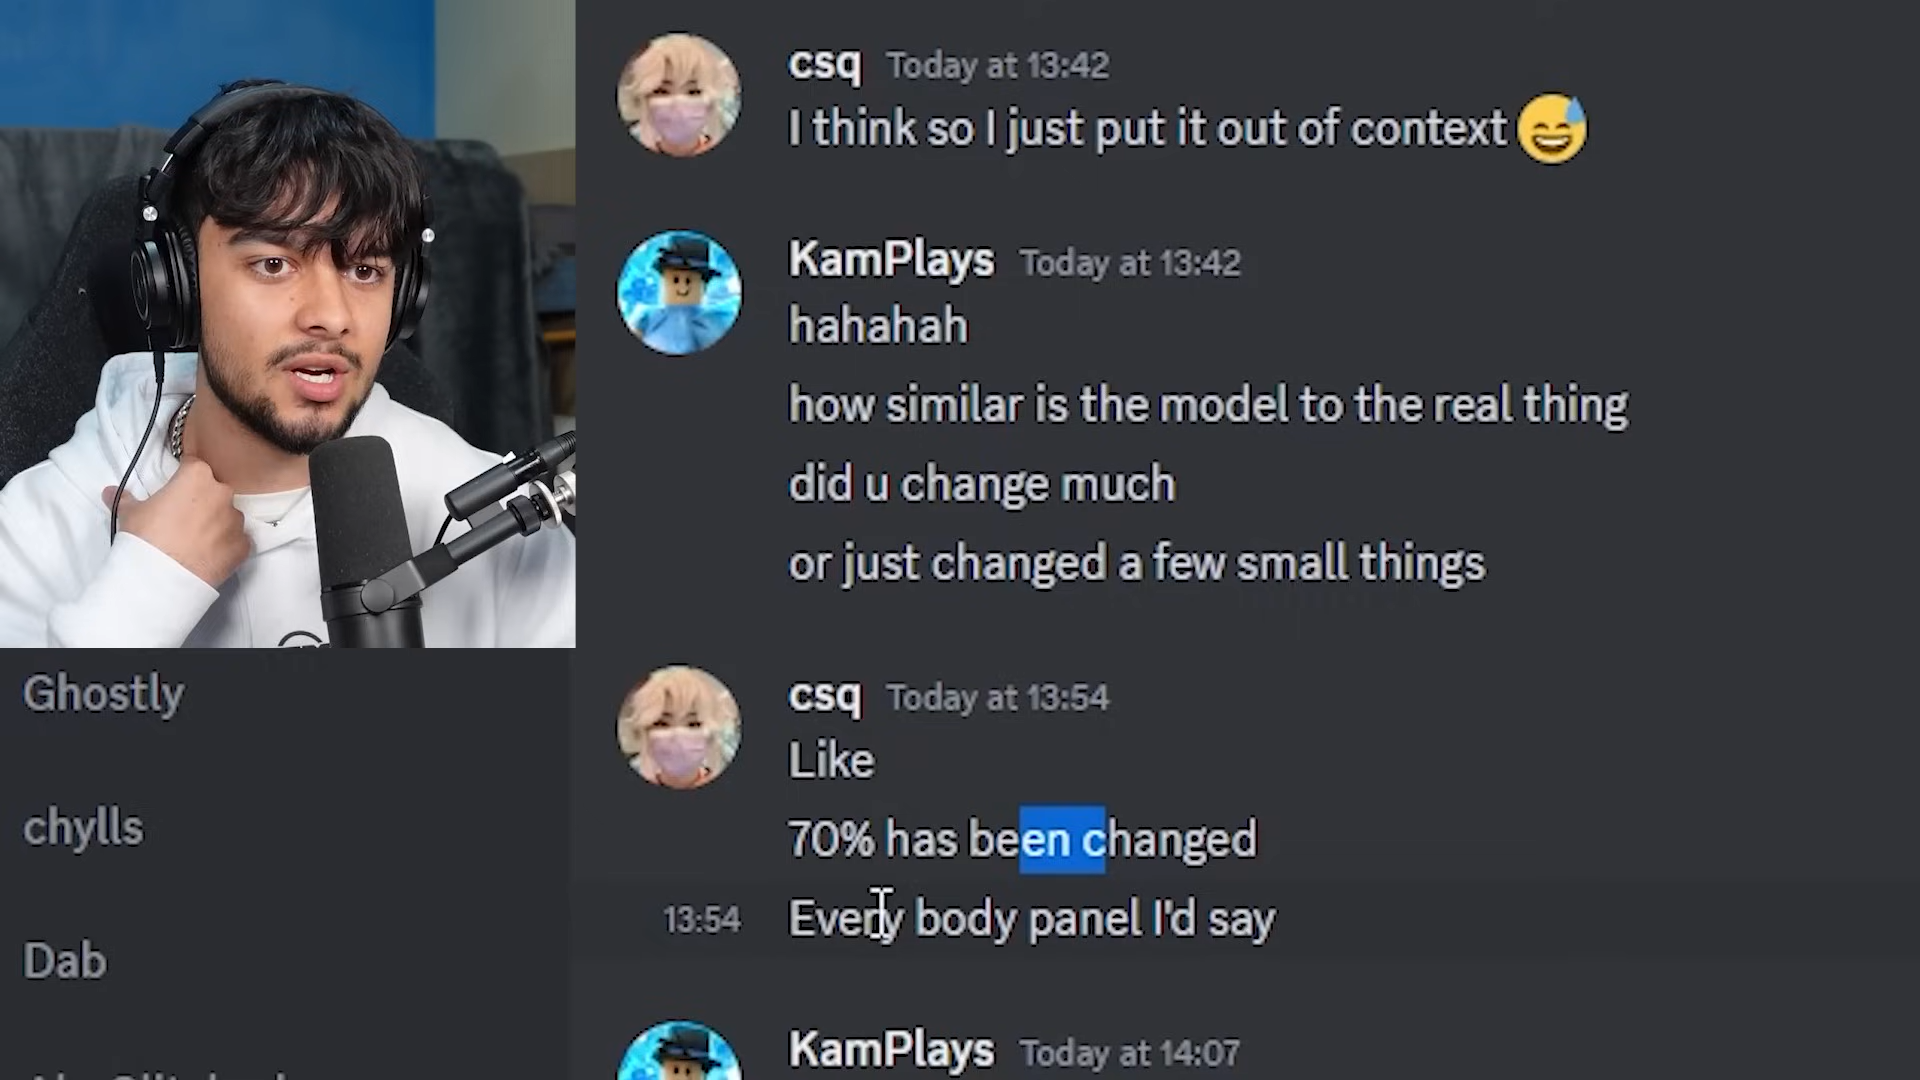 csq Today at 13:42
I think so I just put it out of context
KamPlays Today at 13:42
hahahah
how similar is the model to the real thing
did u change much
or just changed a few small things
csq Today at 13:54
Like
70% has been changed
13:54 Every body panel I'd say
KamPlays Today at 14:07
Ghostly
chylls
Dab